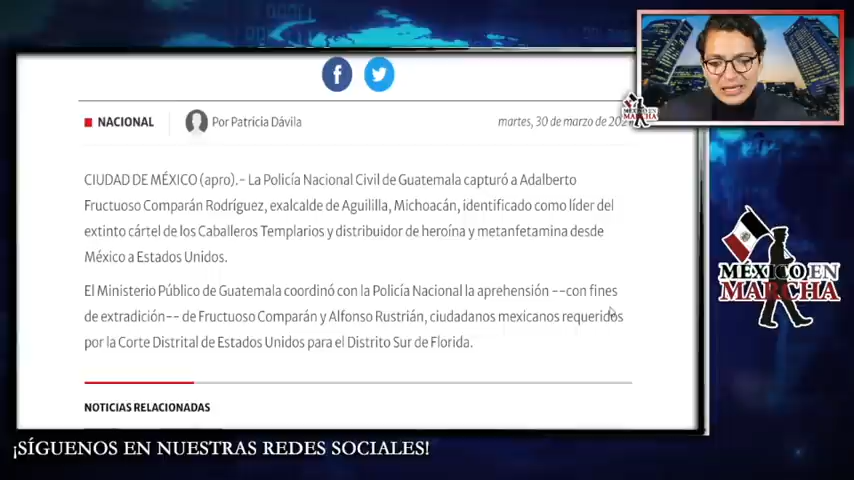 NACIONAL
Por Patricia Dávila
martes, 30 de marzo de
CIUDAD DE MÉXICO (apro).- La Policía Nacional Civil de Guatemala capturó a Adalberto
Fructuoso Comparán Rodríguez, exalcalde de Aguililla, Michoacán, identificado como líder del
extinto cártel de los Caballeros Templarios y distribuidor de heroína y metanfetamina desde
México a Estados Unidos.
El Ministerio Público de Guatemala coordinó con la Policía Nacional la aprehensión --con fines
de extradición-- de Fructuoso Comparán y Alfonso Rustrián, ciudadanos mexicanos requeridos
por la Corte Distrital de Estados Unidos para el Distrito Sur de Florida.
NOTICIAS RELACIONADAS
MÉXICO EN
MARCHA
MÉXICO EN
MARCHA
¡SÍGUENOS EN NUESTRAS REDES SOCIALES!